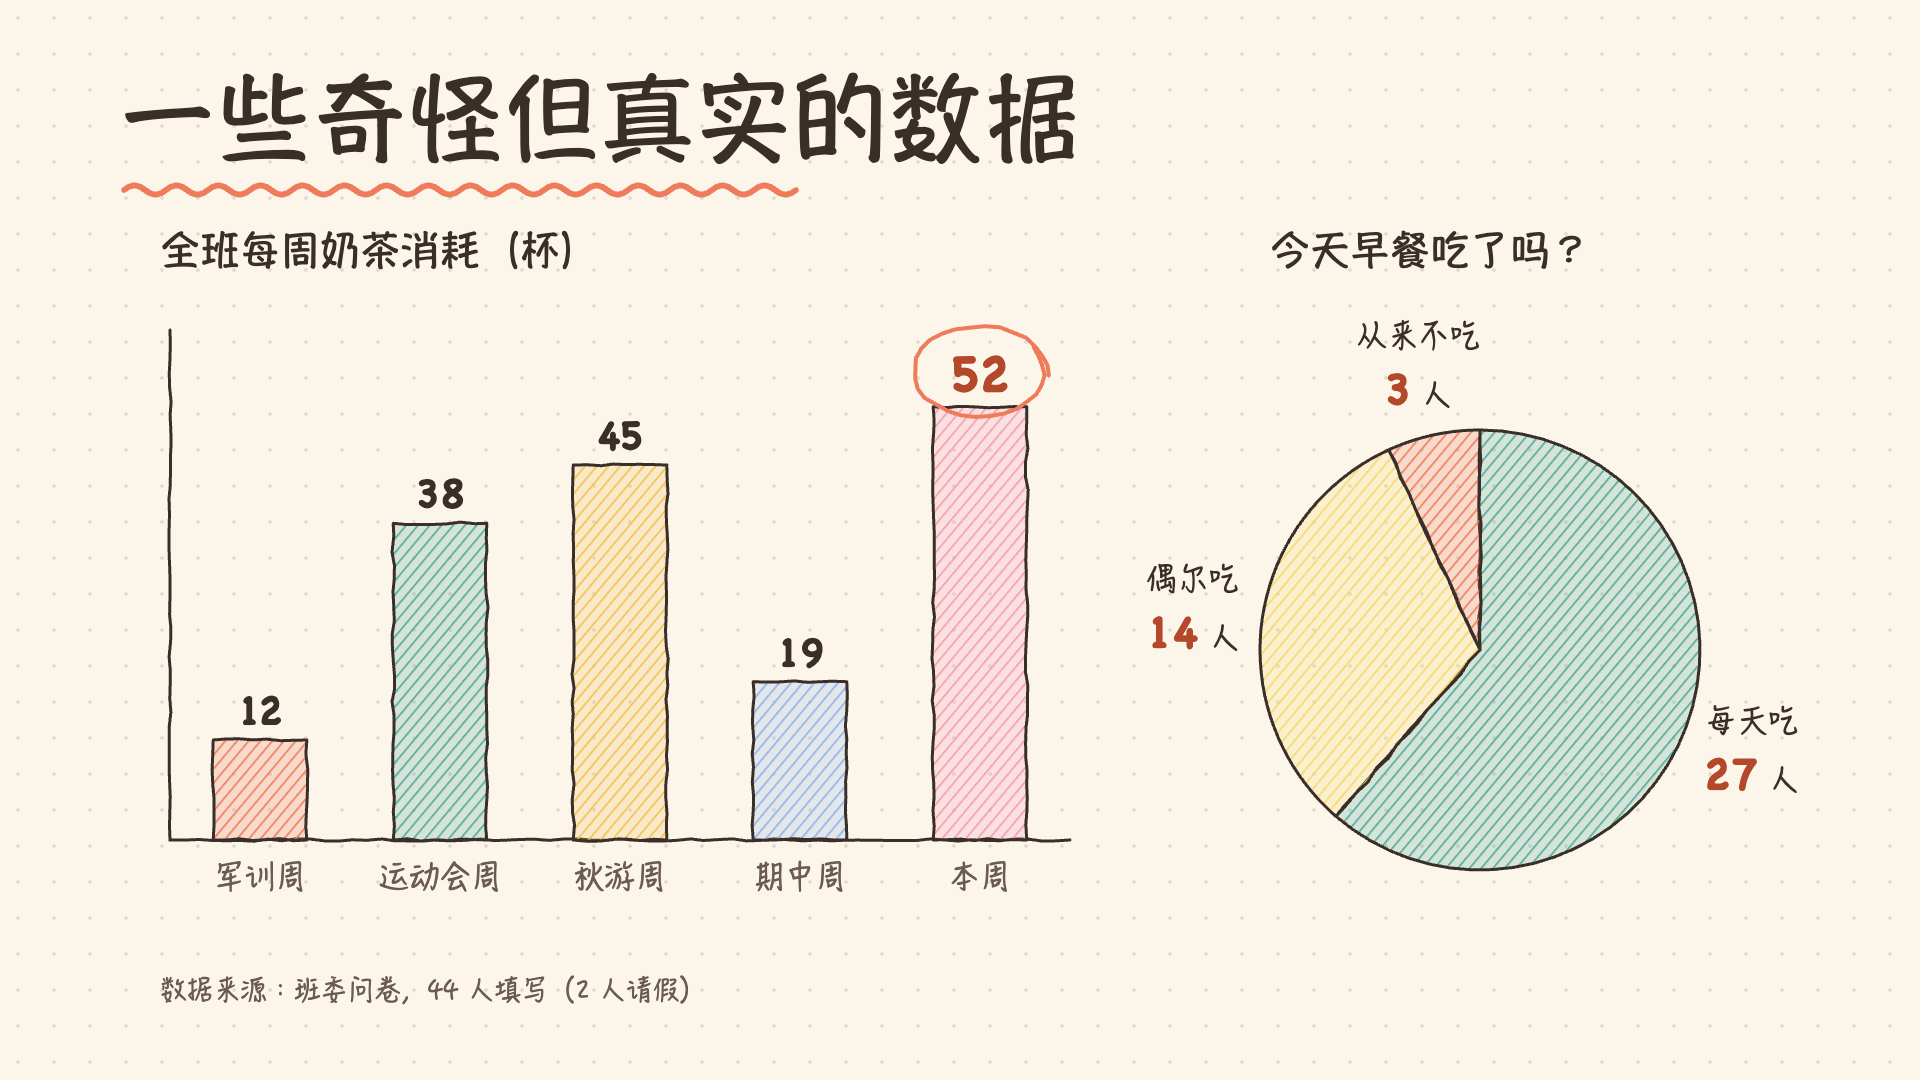 一些奇怪但真实的数据
全班每周奶茶消耗（杯）
52
45
38
19
12
军训周
运动会周
秋游周
期中周
本周
今天早餐吃了吗？
从来不吃
3 人
偶尔吃
14 人
每天吃
27 人
数据来源：班委问卷，44 人填写（2 人请假）